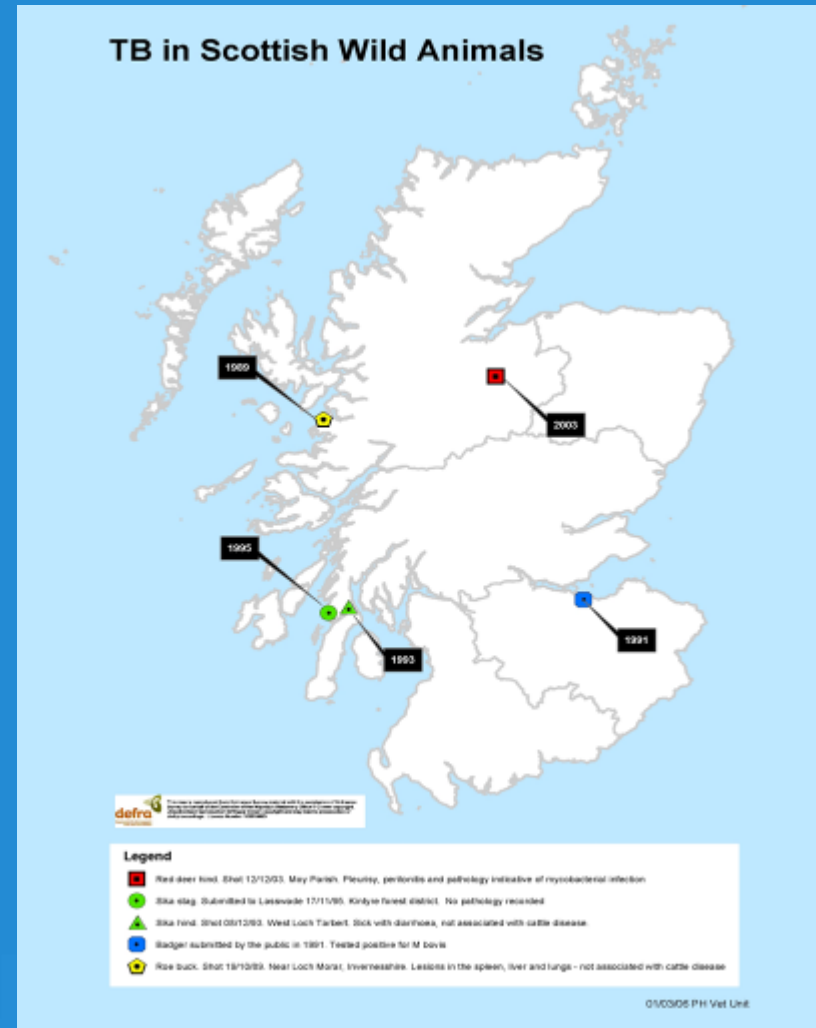 TB in Scottish Wild Animals
1989
2003
1995
1993
1991
defra
Legend
Red deer hind. Shot 12/12/03. Moy Parish. Pleurisy, peritonitis and pathology indicative of mycobacterial infection
Sika stag. Submitted to Lasswade 17/11/95. Kintyre forest district. No pathology recorded
Sika hind. Shot 08/12/93. West Loch Tarbert. Sick with diarrhoea, not associated with cattle disease.
Badger submitted by the public in 1991. Tested positive for M bovis
Roe buck. Shot 19/10/89. Near Loch Morar, Invernesshire. Lesions in the spleen, liver and lungs - not associated with cattle disease
01/03/06 PH Vet Unit